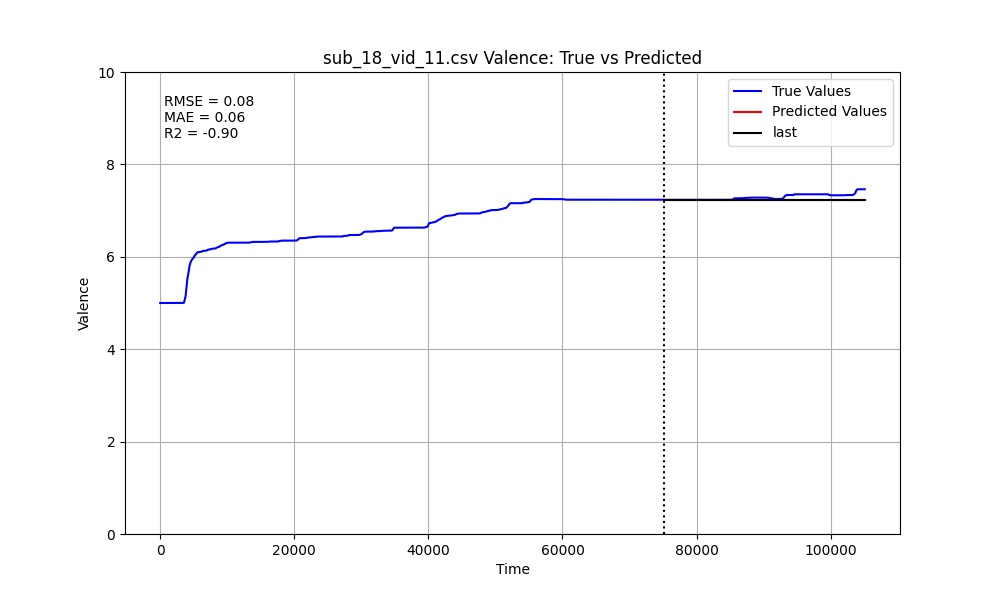 sub_18_vid_11.csv Valence: True vs Predicted
RMSE = 0.08
MAE = 0.06
R2 = -0.90
True Values
Predicted Values
last
10
8
6
4
2
0
Valence
0
20000
40000
60000
80000
100000
Time